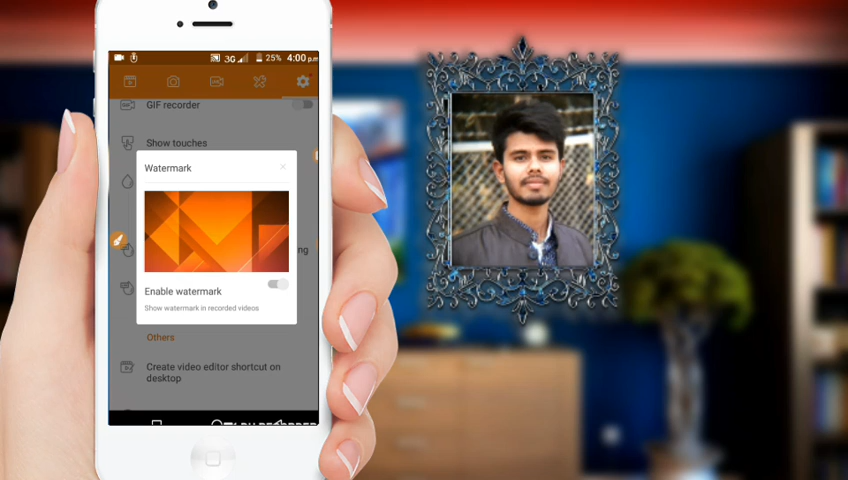 3G 25% 4:00 p.m
GIF recorder
Show touches
Watermark
ng
Enable watermark
Show watermark in recorded videos
Others
Create video editor shortcut on
desktop